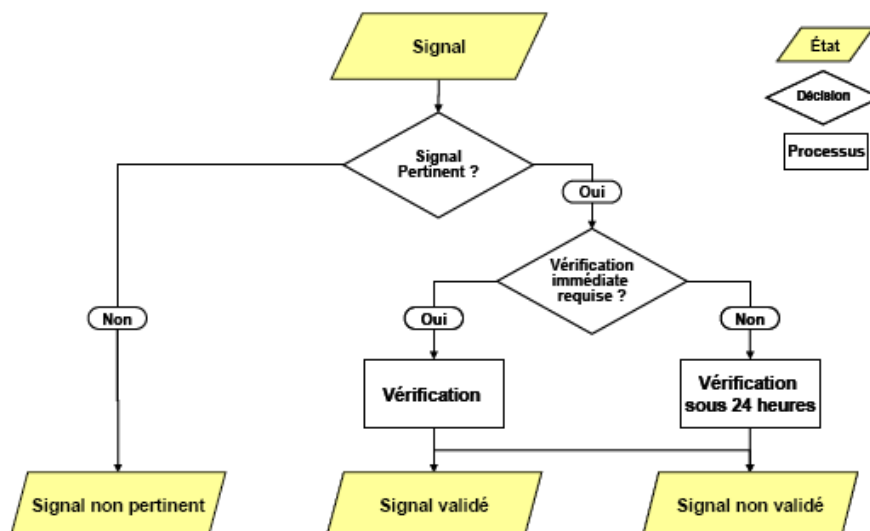 Signal
État
Décision
Processus
Signal
Pertinent ?
Oui
Vérification
immédiate
requise ?
Non
Oui
Non
Vérification
Vérification
sous 24 heures
Signal non pertinent
Signal validé
Signal non validé